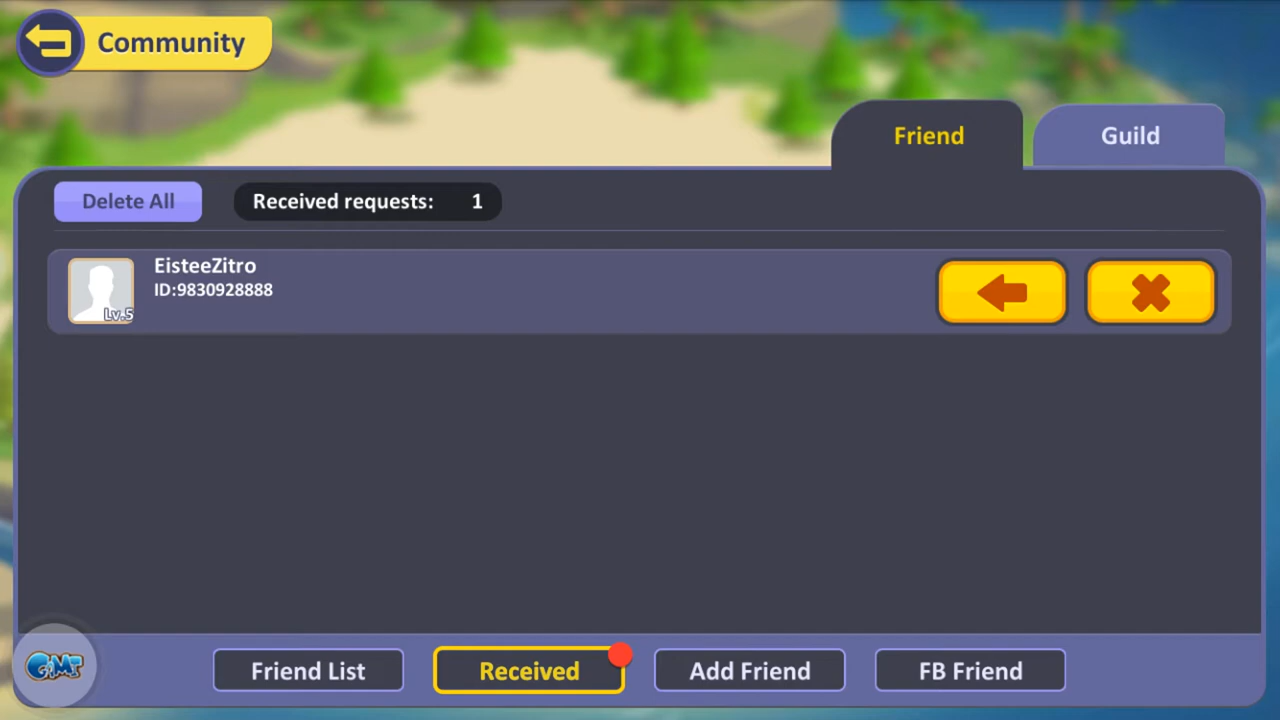 Community
Friend
Guild
Delete All
Received requests: 1
EisteeZitro
ID:9830928888
Lv.5
GMT
Friend List
Received
Add Friend
FB Friend